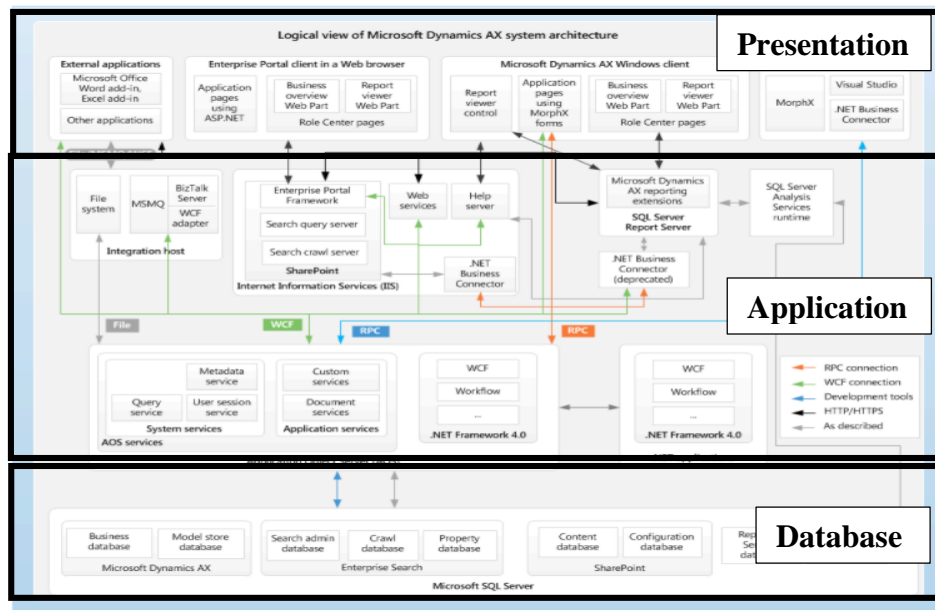 Logical view of Microsoft Dynamics AX system architecture
Presentation
External applications
Microsoft Office
Word add-in,
Excel add-in
Other applications
Enterprise Portal client in a Web browser
Application
pages
using
ASP.NET
Business
overview
Web Part
Report
viewer
Web Part
Role Center pages
Microsoft Dynamics AX Windows client
Report
viewer
control
Application
pages
using
MorphX
forms
Business
overview
Web Part
Report
viewer
Web Part
Role Center pages
MorphX
Visual Studio
.NET Business
Connector
File
system
MSMQ
BizTalk
Server
WCF
adapter
Integration host
Enterprise Portal
Framework
Search query server
Search crawl server
SharePoint
Internet Information Services (IIS)
Web
services
Help
server
.NET
Business
Connector
Microsoft Dynamics
AX reporting
extensions
SQL Server
Report Server
.NET Business
Connector
(deprecated)
SQL Server
Analysis
Services
runtime
Application
File
WCF
RPC
RPC
Metadata
service
Query
service
User session
service
System services
Custom
services
Document
services
Application services
AOS services
WCF
Workflow
...
.NET Framework 4.0
WCF
Workflow
...
.NET Framework 4.0
RPC connection
WCF connection
Development tools
HTTP/HTTPS
As described
Database
Business
database
Model store
database
Microsoft Dynamics AX
Search admin
database
Crawl
database
Property
database
Enterprise Search
Content
database
Configuration
database
SharePoint
Microsoft SQL Server